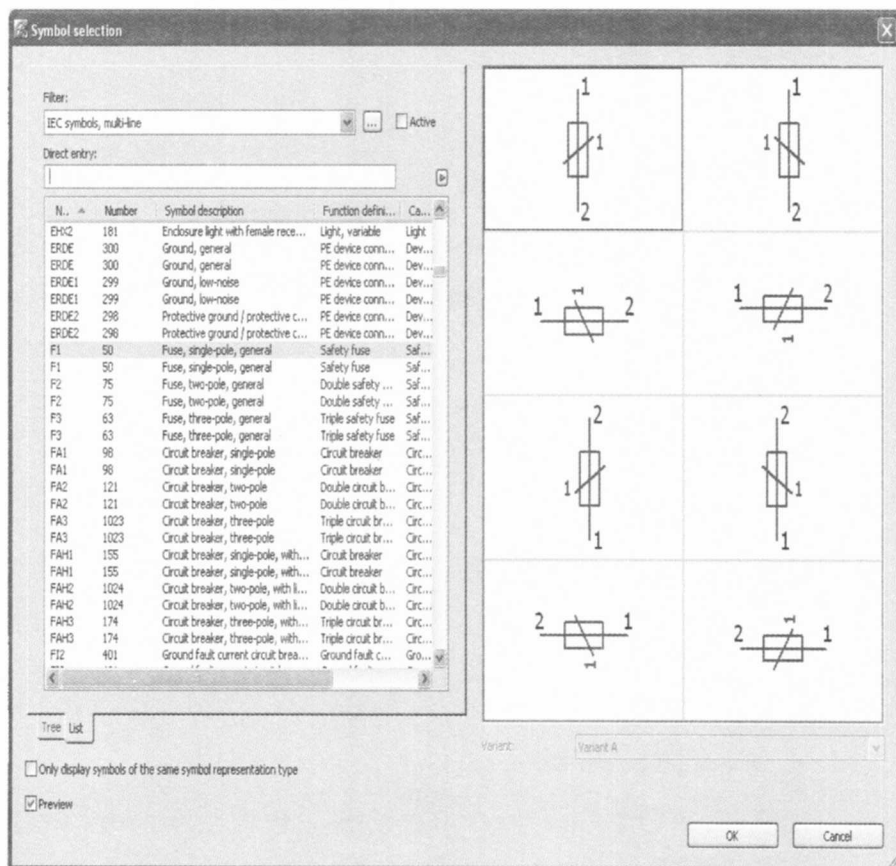 Symbol selection
Filter:
IEC symbols, multi-line ... Active
Direct entry:
N.. Number Symbol description Function defini... Ca...
EHX2 181 Enclosure light with female rece... Light, variable Light
ERDE 300 Ground, general PE device conn... Dev...
ERDE 300 Ground, general PE device conn... Dev...
ERDE1 299 Ground, low-noise PE device conn... Dev...
ERDE1 299 Ground, low-noise PE device conn... Dev...
ERDE2 298 Protective ground / protective c... PE device conn... Dev...
ERDE2 298 Protective ground / protective c... PE device conn... Dev...
F1 50 Fuse, single-pole, general Safety fuse Saf...
F1 50 Fuse, single-pole, general Safety fuse Saf...
F2 75 Fuse, two-pole, general Double safety ... Saf...
F2 75 Fuse, two-pole, general Double safety ... Saf...
F3 63 Fuse, three-pole, general Triple safety fuse Saf...
F3 63 Fuse, three-pole, general Triple safety fuse Saf...
FA1 98 Circuit breaker, single-pole Circuit breaker Circ...
FA1 98 Circuit breaker, single-pole Circuit breaker Circ...
FA2 121 Circuit breaker, two-pole Double circuit b... Circ...
FA2 121 Circuit breaker, two-pole Double circuit b... Circ...
FA3 1023 Circuit breaker, three-pole Triple circuit br... Circ...
FA3 1023 Circuit breaker, three-pole Triple circuit br... Circ...
FAH1 155 Circuit breaker, single-pole, with... Circuit breaker Circ...
FAH1 155 Circuit breaker, single-pole, with... Circuit breaker Circ...
FAH2 1024 Circuit breaker, two-pole, with li... Double circuit b... Circ...
FAH2 1024 Circuit breaker, two-pole, with li... Double circuit b... Circ...
FAH3 174 Circuit breaker, three-pole, with... Triple circuit br... Circ...
FAH3 174 Circuit breaker, three-pole, with... Triple circuit br... Circ...
FI2 401 Ground fault current circuit brea... Ground fault c... Gro...
Tree List
Only display symbols of the same symbol representation type
Preview
1 1
1 1
2 2
1 1 2 1 2
1
2 2
1 1
1 1
2 1 1 2 1
1
Variant: Variant A
OK Cancel